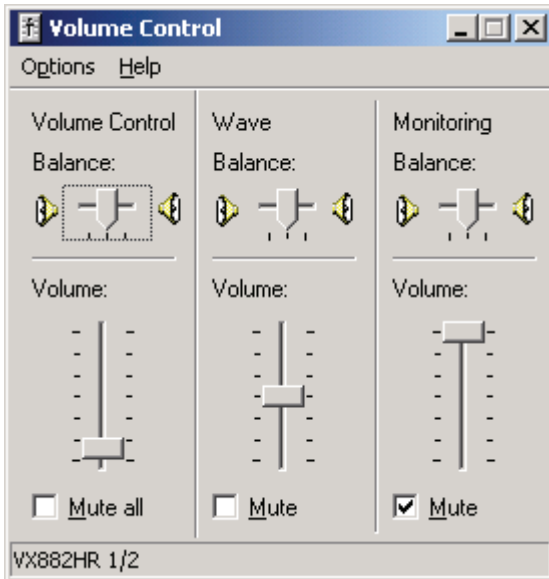 Volume Control
Options Help
Volume Control Wave Monitoring
Balance: Balance: Balance:
Volume: Volume: Volume:
Mute all Mute Mute
VX882HR 1/2